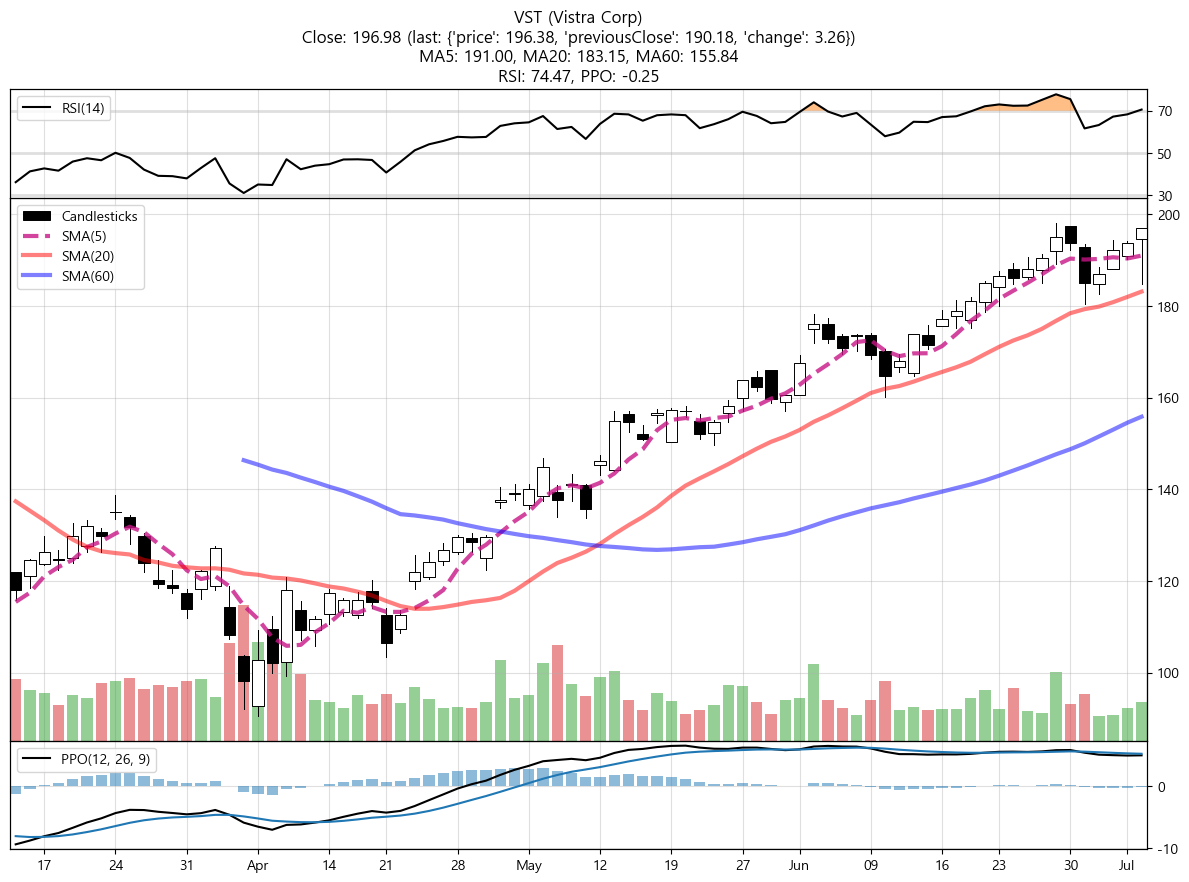 VST (Vistra Corp)
Close: 196.98 (last: {'price': 196.38, 'previousClose': 190.18, 'change': 3.26})
MA5: 191.00, MA20: 183.15, MA60: 155.84
RSI: 74.47, PPO: -0.25
RSI(14)
70
50
30
Candlesticks
SMA(5)
SMA(20)
SMA(60)
200
180
160
140
120
100
PPO(12, 26, 9)
0
-10
17 24 31 Apr 14 21 28 May 12 19 27 Jun 09 16 23 30 Jul